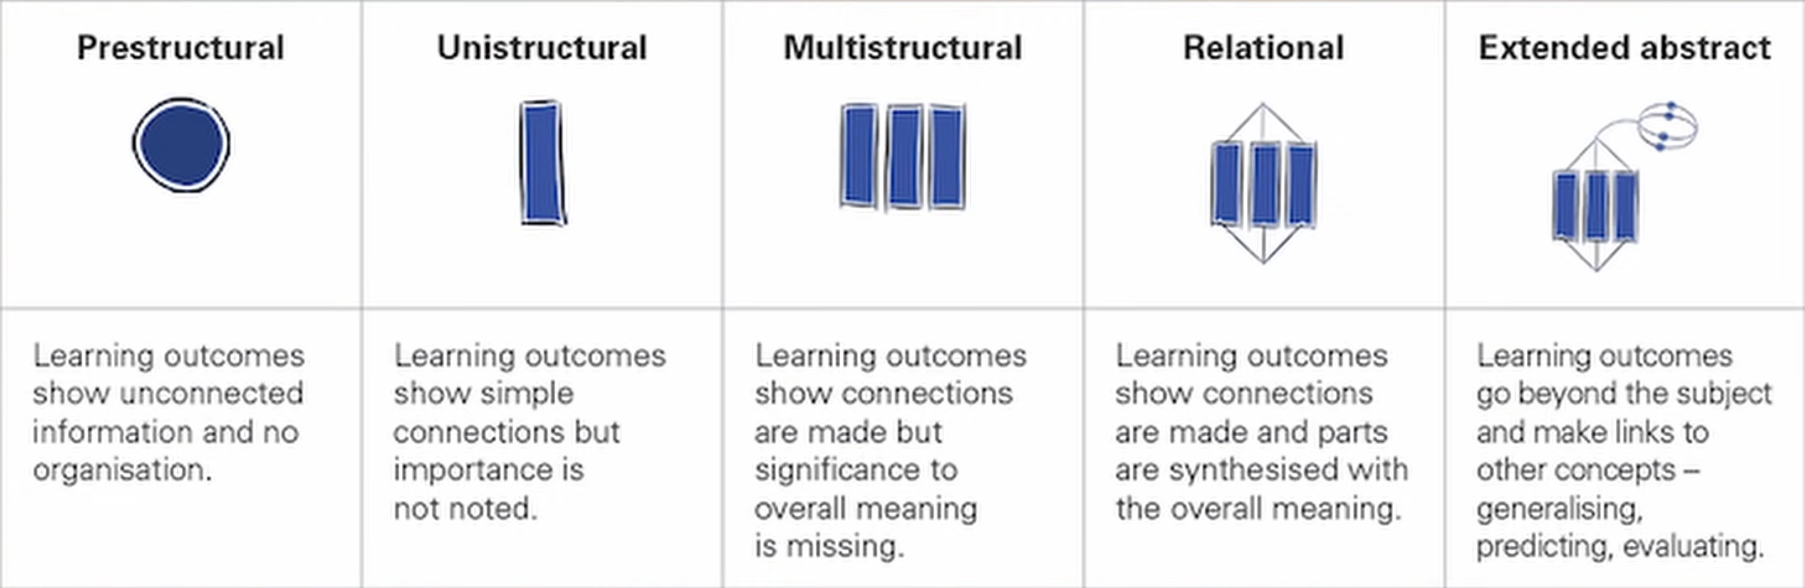 Prestructural
Unistructural
Multistructural
Relational
Extended abstract
Learning outcomes
show unconnected
information and no
organisation.
Learning outcomes
show simple
connections but
importance is
not noted.
Learning outcomes
show connections
are made but
significance to
overall meaning
is missing.
Learning outcomes
show connections
are made and parts
are synthesised with
the overall meaning.
Learning outcomes
go beyond the subject
and make links to
other concepts –
generalising,
predicting, evaluating.